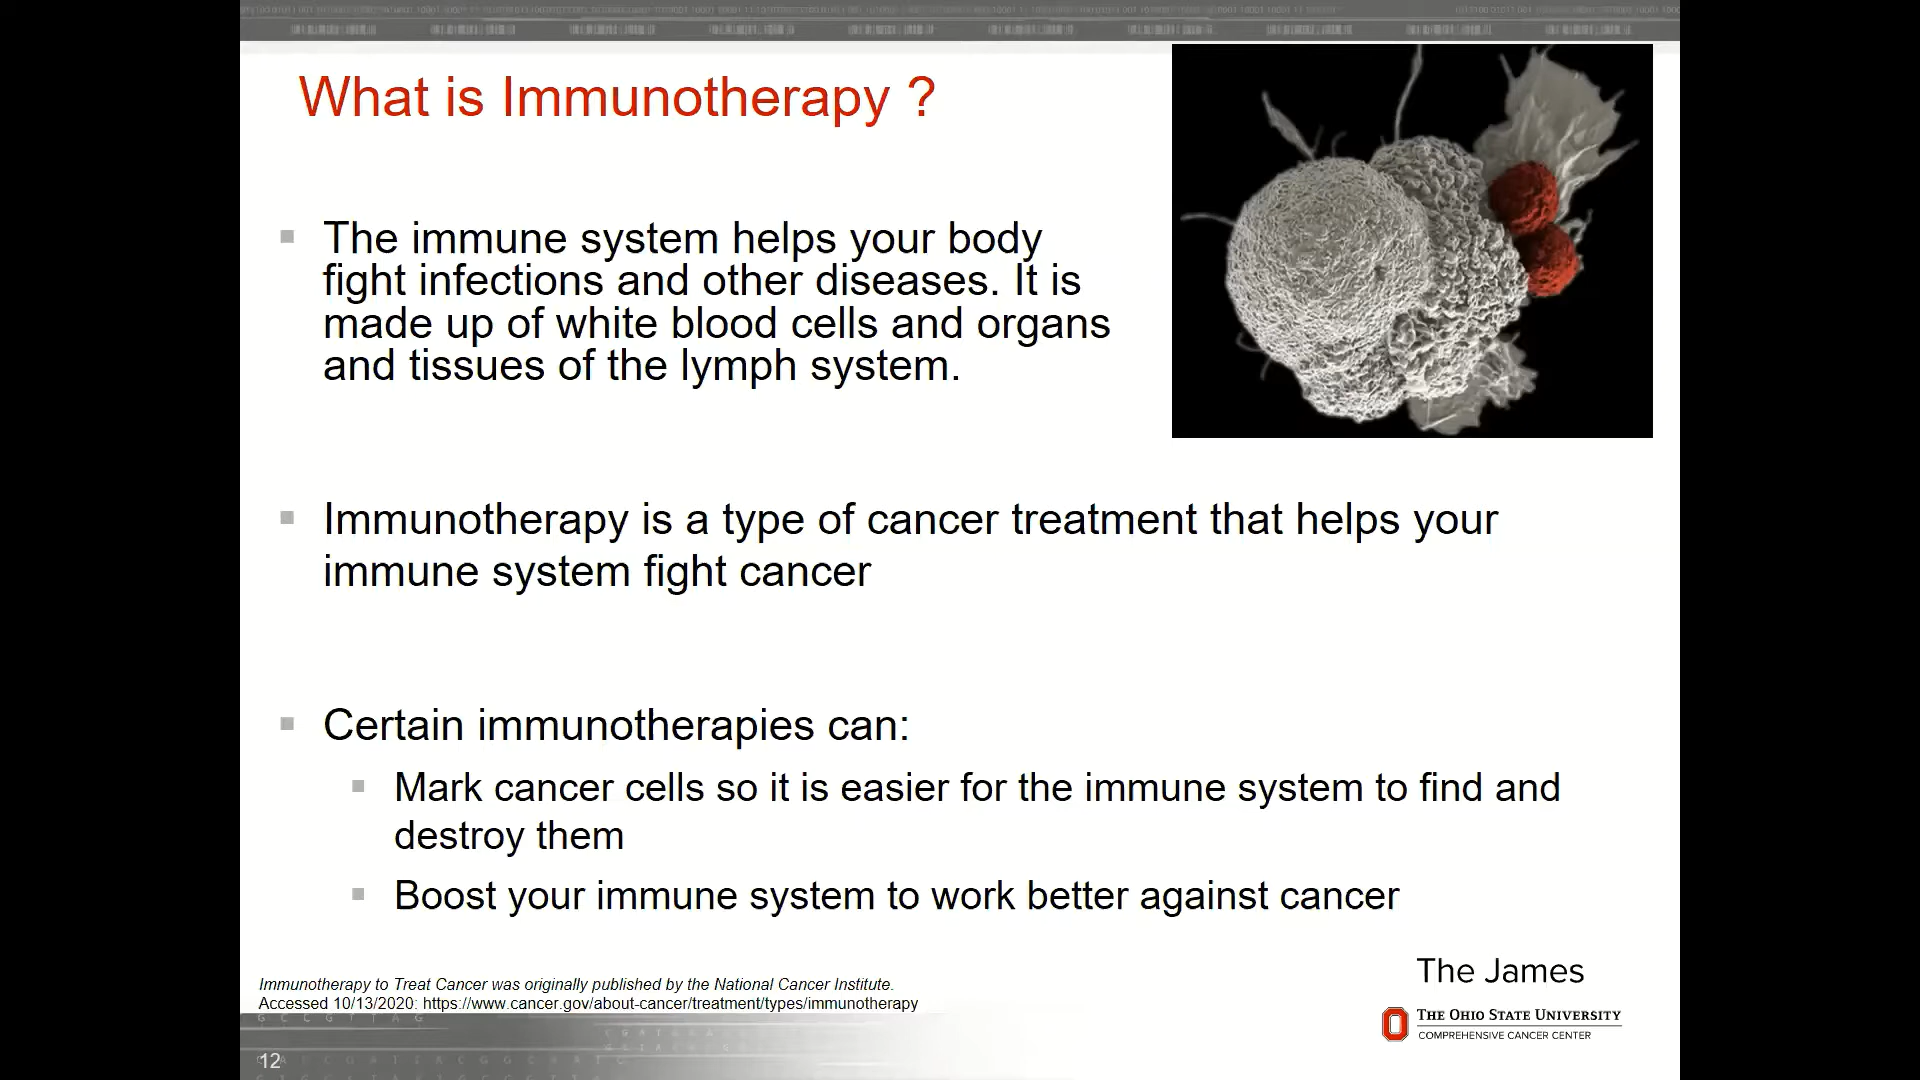 What is Immunotherapy ?
The immune system helps your body
fight infections and other diseases. It is
made up of white blood cells and organs
and tissues of the lymph system.
Immunotherapy is a type of cancer treatment that helps your
immune system fight cancer
Certain immunotherapies can:
Mark cancer cells so it is easier for the immune system to find and
destroy them
Boost your immune system to work better against cancer
Immunotherapy to Treat Cancer was originally published by the National Cancer Institute.
Accessed 10/13/2020: https://www.cancer.gov/about-cancer/treatment/types/immunotherapy
The James
THE OHIO STATE UNIVERSITY
COMPREHENSIVE CANCER CENTER
G C C G T T A G
12